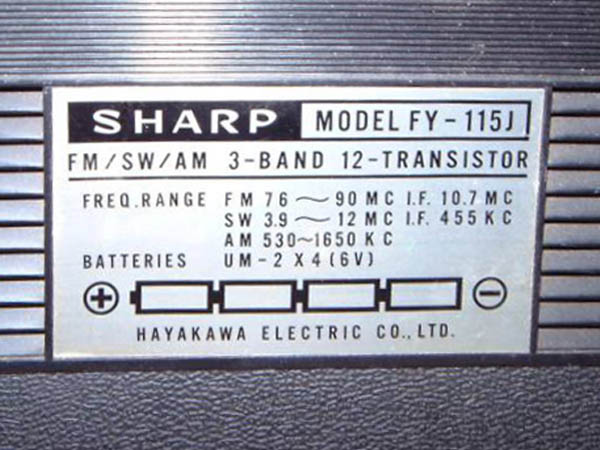 SHARP MODEL FY-115J
FM/SW/AM 3-BAND 12-TRANSISTOR
FREQ.RANGE FM 76～90 MC I.F. 10.7 MC
SW 3.9～12 MC I.F. 455 KC
AM 530~1650 KC
BATTERIES UM-2 X 4 (6V)
⊕ ⊖
HAYAKAWA ELECTRIC CO., LTD.